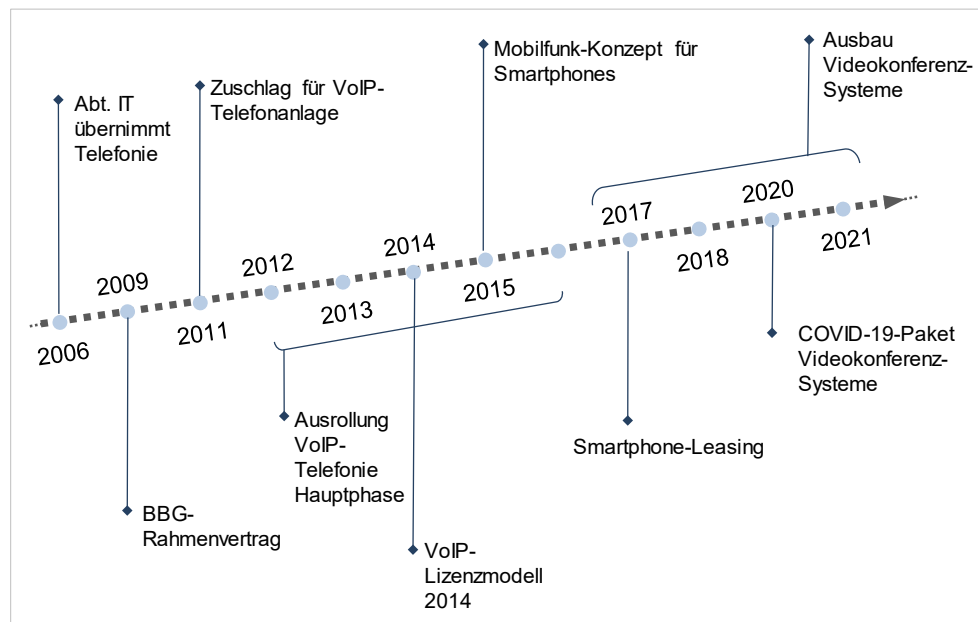 Abt. IT
übernimmt
Telefonie
Zuschlag für VoIP-
Telefonanlage
Mobilfunk-Konzept für
Smartphones
Ausbau
Videokonferenz-
Systeme
2006
2009
2011
2012
2013
2014
2015
2017
2018
2020
2021
BBG-
Rahmenvertrag
Ausrollung
VoIP-
Telefonie
Hauptphase
VoIP-
Lizenzmodell
2014
Smartphone-Leasing
COVID-19-Paket
Videokonferenz-
Systeme